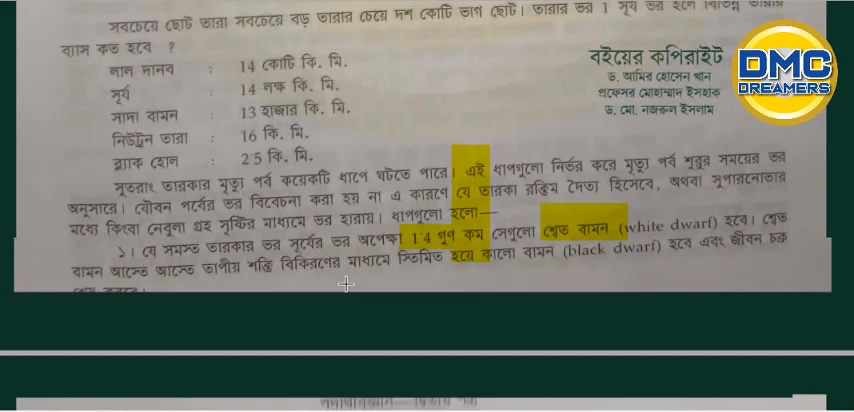 সবচেয়ে ছোট তারা সবচেয়ে বড় তারার চেয়ে দশ কোটি ভাগ ছোট। তারার ভর 1 সূর্য ভর হলে বিভিন্ন তারার
ব্যাস কত হবে ?
লাল দানব : 14 কোটি কি. মি.
সূর্য : 14 লক্ষ কি. মি.
সাদা বামন : 13 হাজার কি. মি.
নিউট্রন তারা : 16 কি. মি.
ব্ল্যাক হোল : 2.5 কি. মি.
বইয়ের কপিরাইট
ড. আমির হোসেন খান
প্রফেসর মোহাম্মাদ ইসহাক
ড. মো. নজরুল ইসলাম
DMC
DREAMERS
সুতরাং তারকার মৃত্যু পর্ব কয়েকটি ধাপে ঘটতে পারে। এই ধাপগুলো নির্ভর করে মৃত্যু পর্ব শুরুর সময়ের ভর
অনুসারে। যৌবন পর্বের ভর বিবেচনা করা হয় না এ কারণে যে তারকা রক্তিম দৈত্য হিসেবে, অথবা সুপারনোভার
মধ্যে কিংবা নেবুলা গ্রহ সৃষ্টির মাধ্যমে ভর হারায়। ধাপগুলো হলো—
১। যে সমস্ত তারকার ভর সূর্যের ভর অপেক্ষা 1.4 গুণ কম সেগুলো শ্বেত বামন (white dwarf) হবে। শ্বেত
বামন আস্তে আস্তে তাপীয় শক্তি বিকিরণের মাধ্যমে স্তিমিত হয়ে কালো বামন (black dwarf) হবে এবং জীবন চক্র